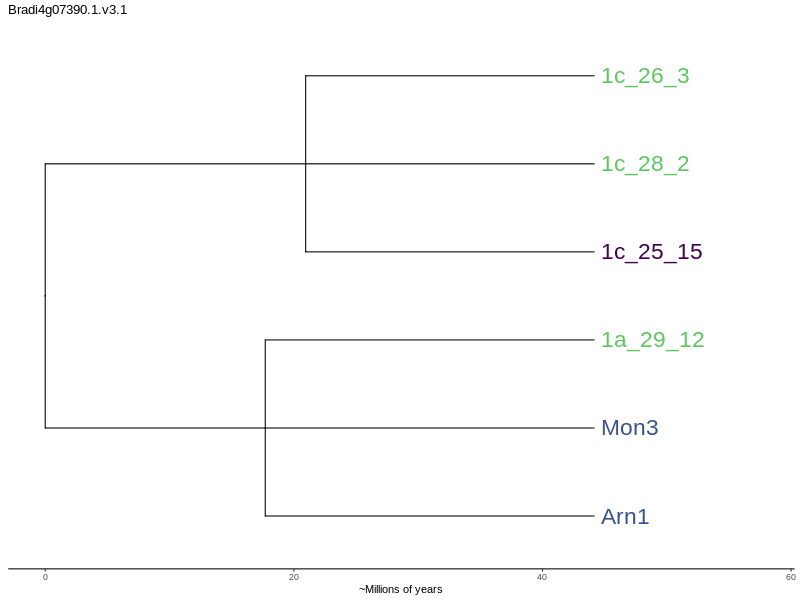 Bradi4g07390.1.v3.1
1c_26_3
1c_28_2
1c_25_15
1a_29_12
Mon3
Arn1
0 20 40 60
~Millions of years